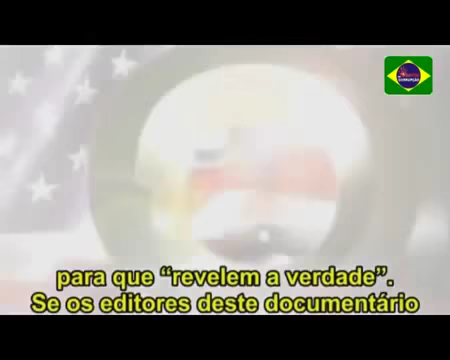 para que “revelem a verdade”.
Se os editores deste documentário